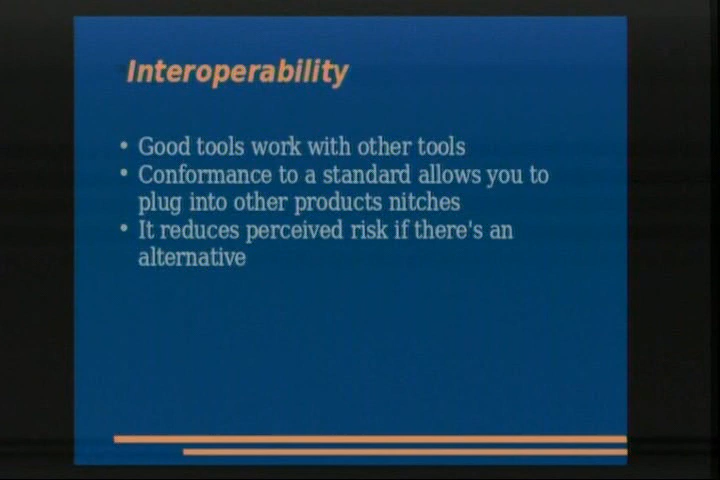 Interoperability
• Good tools work with other tools
• Conformance to a standard allows you to
plug into other products nitches
• It reduces perceived risk if there's an
alternative